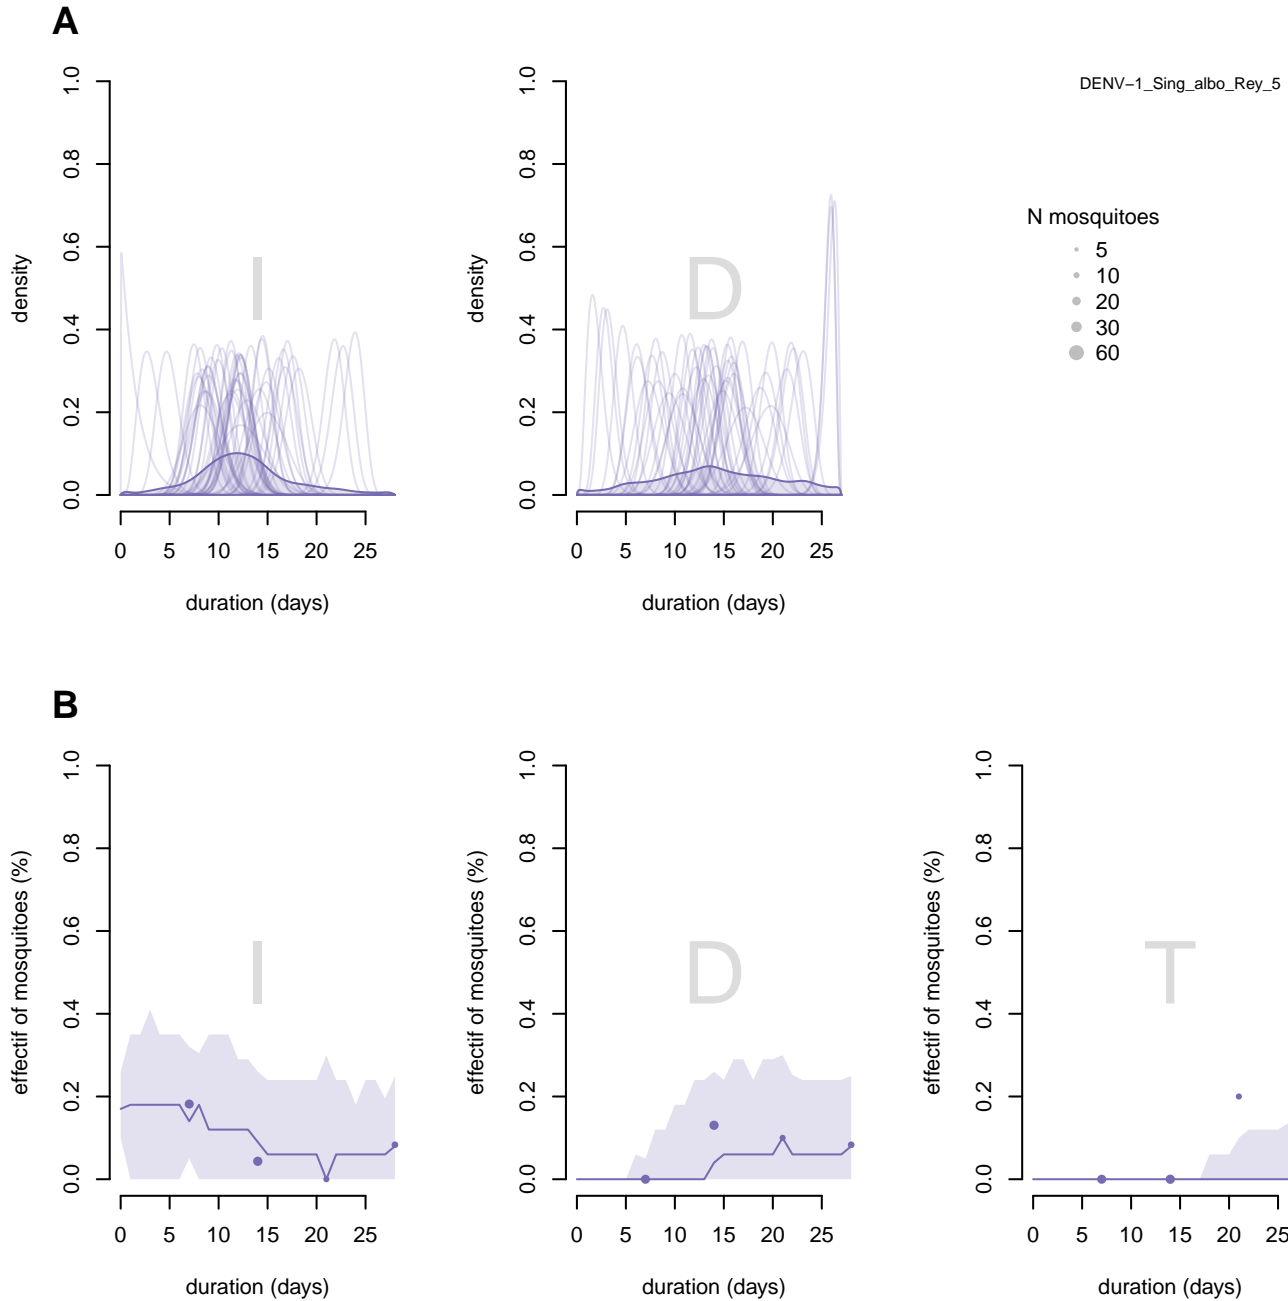 A
1.0
0.8
0.6
0.4
0.2
0.0
density
I
0 5 10 15 20 25
duration (days)
1.0
0.8
0.6
0.4
0.2
0.0
density
D
0 5 10 15 20 25
duration (days)
DENV−1_Sing_albo_Rey_5
N mosquitoes
5
10
20
30
60
B
1.0
0.8
0.6
0.4
0.2
0.0
effectif of mosquitoes (%)
I
0 5 10 15 20 25
duration (days)
1.0
0.8
0.6
0.4
0.2
0.0
effectif of mosquitoes (%)
D
0 5 10 15 20 25
duration (days)
1.0
0.8
0.6
0.4
0.2
0.0
effectif of mosquitoes (%)
T
0 5 10 15 20 25
duration (days)